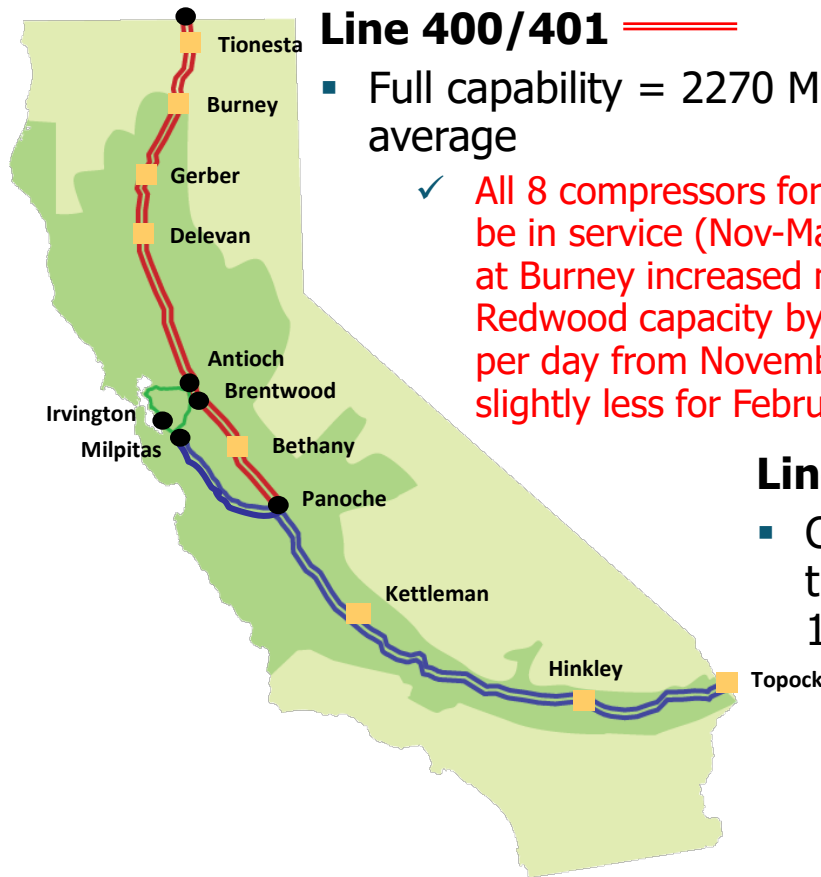 Line 400/401
▪ Full capability = 2270 M
average
✓ All 8 compressors for
be in service (Nov-Ma
at Burney increased
Redwood capacity by
per day from Novemb
slightly less for Febru
Tionesta
Burney
Gerber
Delevan
Antioch
Brentwood
Irvington
Milpitas
Bethany
Panoche
Lin
▪
t
1
Kettleman
Hinkley
Topock